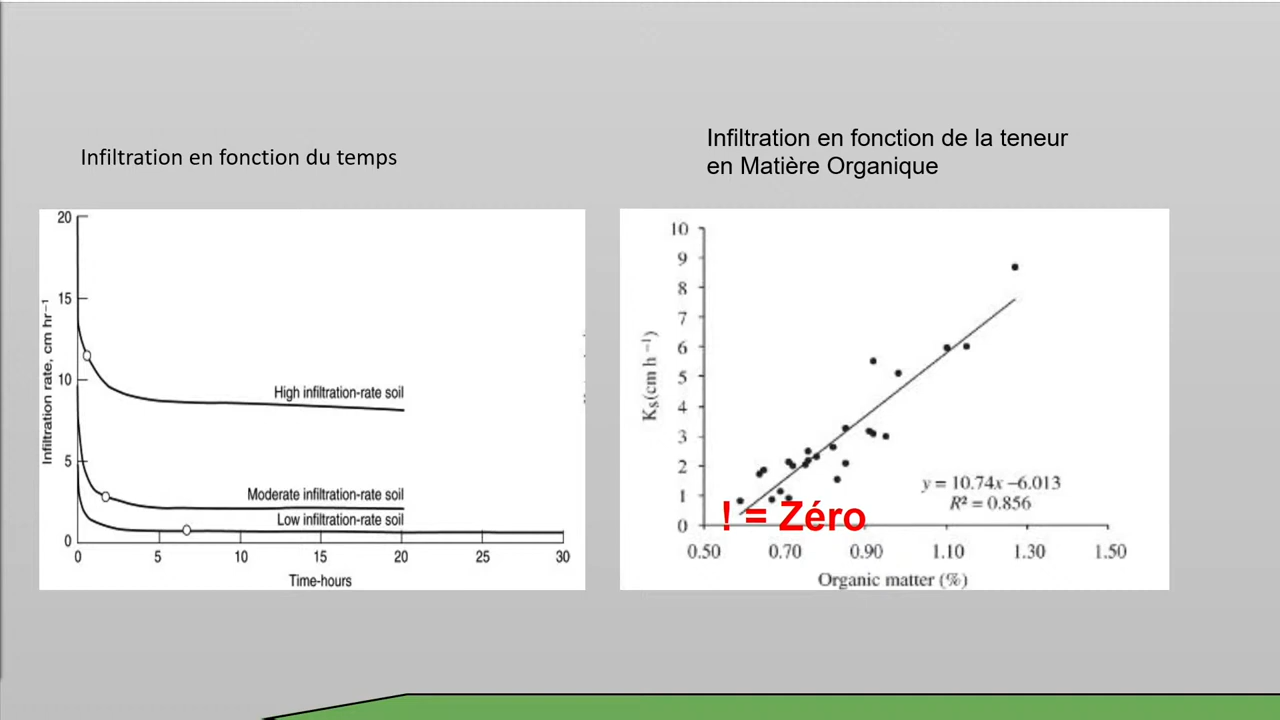 Infiltration en fonction du temps
Infiltration en fonction de la teneur
en Matière Organique
20
15
10
5
0
Infiltration rate, cm hr⁻¹
High infiltration-rate soil
Moderate infiltration-rate soil
Low infiltration-rate soil
0 5 10 15 20 25 30
Time-hours
10
9
8
7
6
5
4
3
2
1
0
Ks(cm h⁻¹)
y = 10.74x −6.013
R² = 0.856
! = Zéro
0.50 0.70 0.90 1.10 1.30 1.50
Organic matter (%)